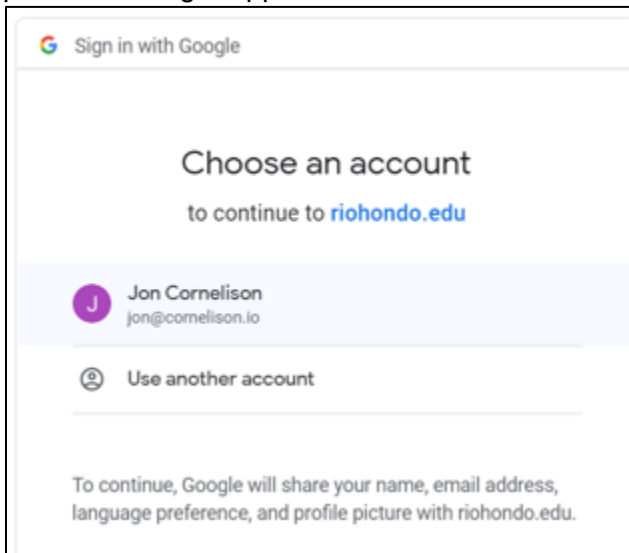 Sign in with Google
Choose an account
to continue to riohondo.edu
J
Jon Cornelison
jon@cornelison.io
Use another account
To continue, Google will share your name, email address,
language preference, and profile picture with riohondo.edu.